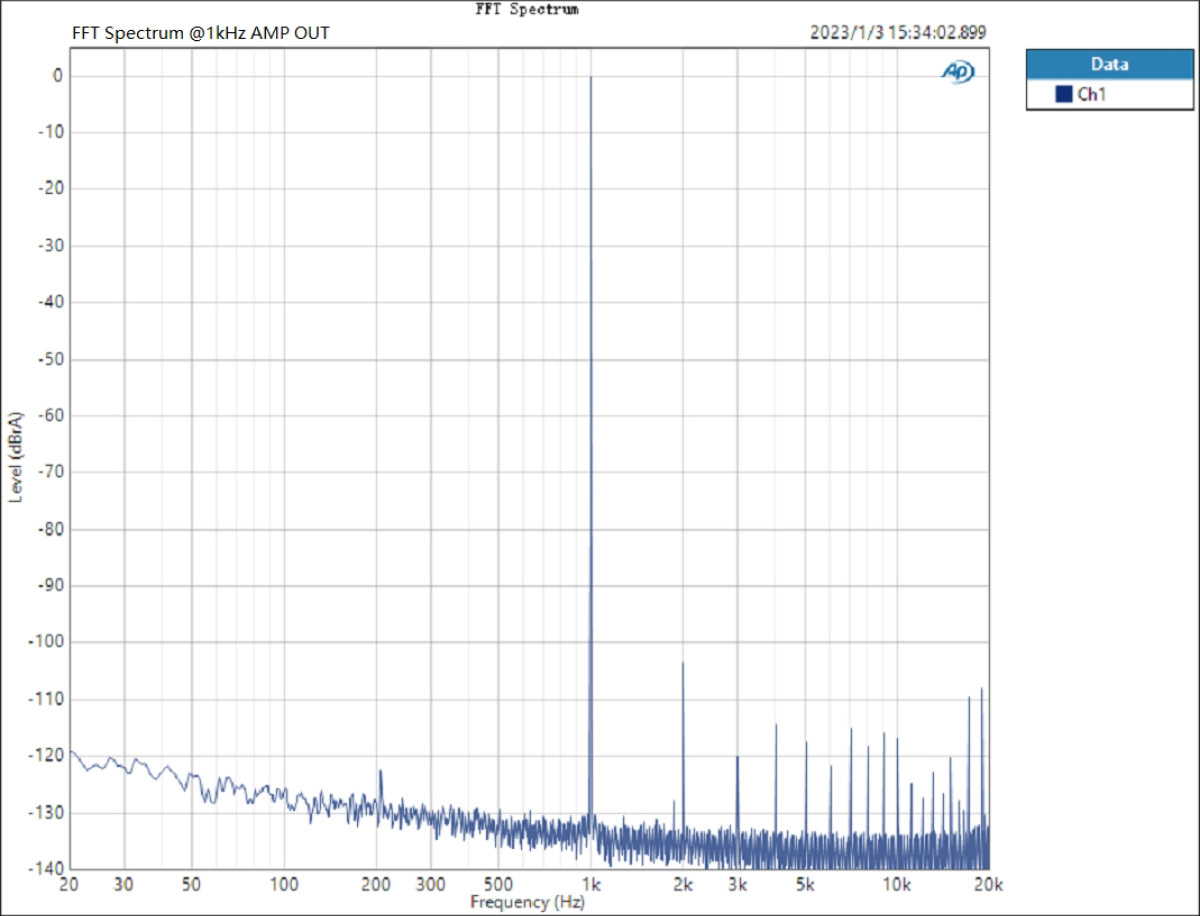 FFT Spectrum
FFT Spectrum @1kHz AMP OUT
2023/1/3 15:34:02.899
AP
Data
Ch1
Level (dBrA)
0
-10
-20
-30
-40
-50
-60
-70
-80
-90
-100
-110
-120
-130
-140
20 30 50 100 200 300 500 1k 2k 3k 5k 10k 20k
Frequency (Hz)